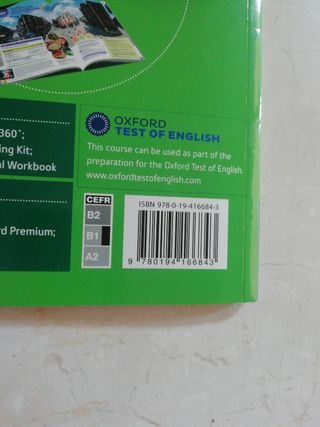 360°;
ing Kit;
al Workbook
rd Premium;
OXFORD
TEST OF ENGLISH
This course can be used as part of the
preparation for the Oxford Test of English.
www.oxfordtestofenglish.com
CEFR
B2
B1
A2
ISBN 978-0-19-416684-3
9 780194 166843